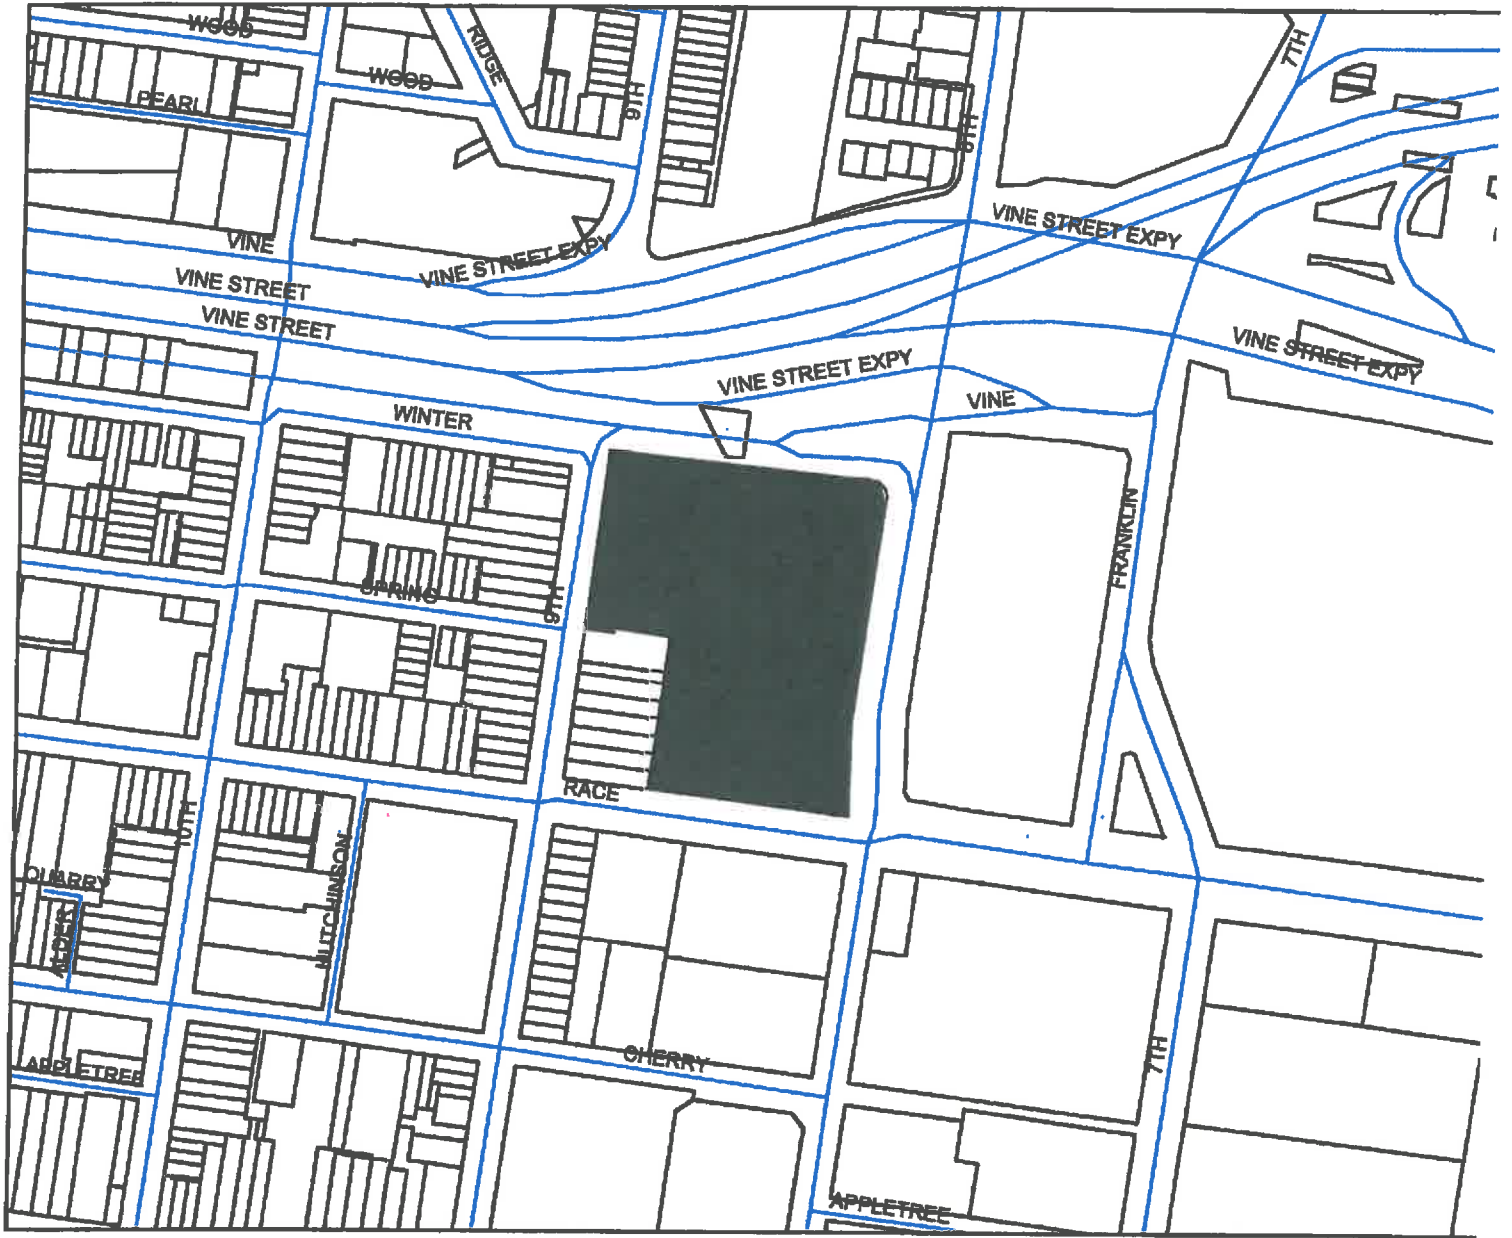 WOOD
RIDGE
7TH
WOOD
9TH
PEARL
8TH
VINE STREET EXPY
VINE
VINE STREET EXPY
VINE STREET
VINE STREET
VINE STREET EXPY
VINE STREET EXPY
VINE
WINTER
FRANKLIN
SPRING
9TH
RACE
10TH
HUTCHINSON
QUARRY
ALDER
CHERRY
7TH
APPLETREE
APPLETREE